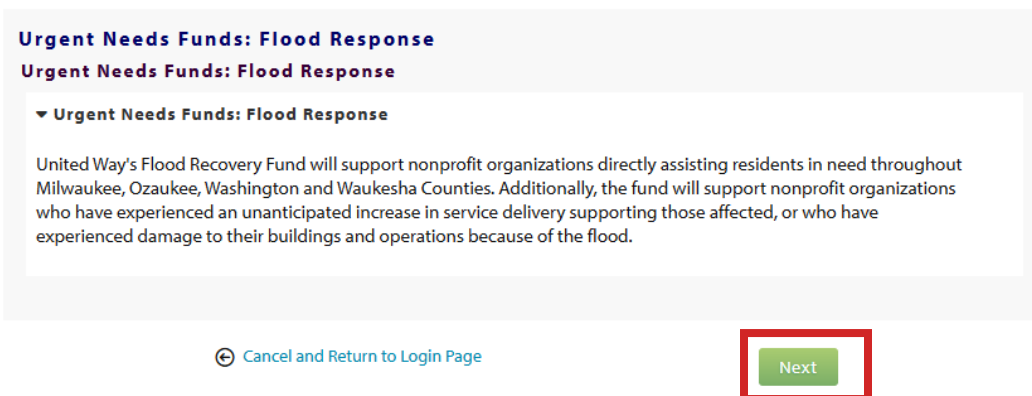 Urgent Needs Funds: Flood Response
Urgent Needs Funds: Flood Response
Urgent Needs Funds: Flood Response
United Way's Flood Recovery Fund will support nonprofit organizations directly assisting residents in need throughout
Milwaukee, Ozaukee, Washington and Waukesha Counties. Additionally, the fund will support nonprofit organizations
who have experienced an unanticipated increase in service delivery supporting those affected, or who have
experienced damage to their buildings and operations because of the flood.
Cancel and Return to Login Page
Next